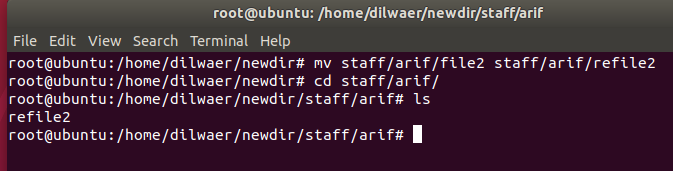 root@ubuntu: /home/dilwaer/newdir/staff/arif
File Edit View Search Terminal Help
root@ubuntu:/home/dilwaer/newdir# mv staff/arif/file2 staff/arif/refile2
root@ubuntu:/home/dilwaer/newdir# cd staff/arif/
root@ubuntu:/home/dilwaer/newdir/staff/arif# ls
refile2
root@ubuntu:/home/dilwaer/newdir/staff/arif#